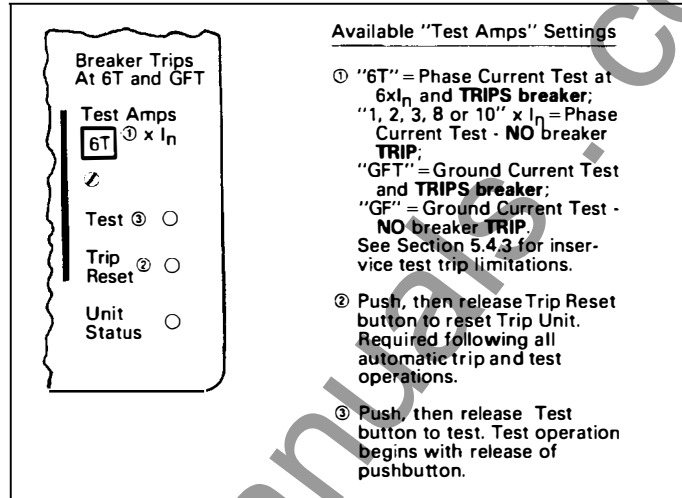 Breaker Trips
At 6T and GFT
Test Amps
6T ① x In
Test ③
Trip ②
Reset
Unit
Status
Available "Test Amps" Settings
① "6T" = Phase Current Test at
6xIn and TRIPS breaker;
"1, 2, 3, 8 or 10" x In = Phase
Current Test - NO breaker
TRIP;
"GFT" = Ground Current Test
and TRIPS breaker;
"GF" = Ground Current Test -
NO breaker TRIP.
See Section 5.4.3 for inser-
vice test trip limitations.
② Push, then release Trip Reset
button to reset Trip Unit.
Required following all
automatic trip and test
operations.
③ Push, then release Test
button to test. Test operation
begins with release of
pushbutton.